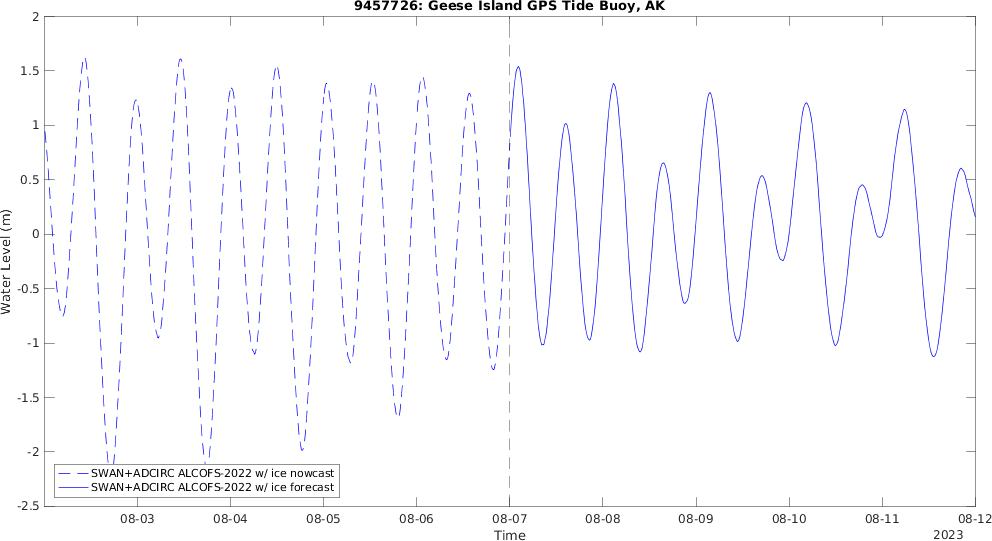 9457726: Geese Island GPS Tide Buoy, AK
2
1.5
1
0.5
0
-0.5
-1
-1.5
-2
-2.5
Water Level (m)
SWAN+ADCIRC ALCOFS-2022 w/ ice nowcast
SWAN+ADCIRC ALCOFS-2022 w/ ice forecast
08-03 08-04 08-05 08-06 08-07 08-08 08-09 08-10 08-11 08-12
Time
2023